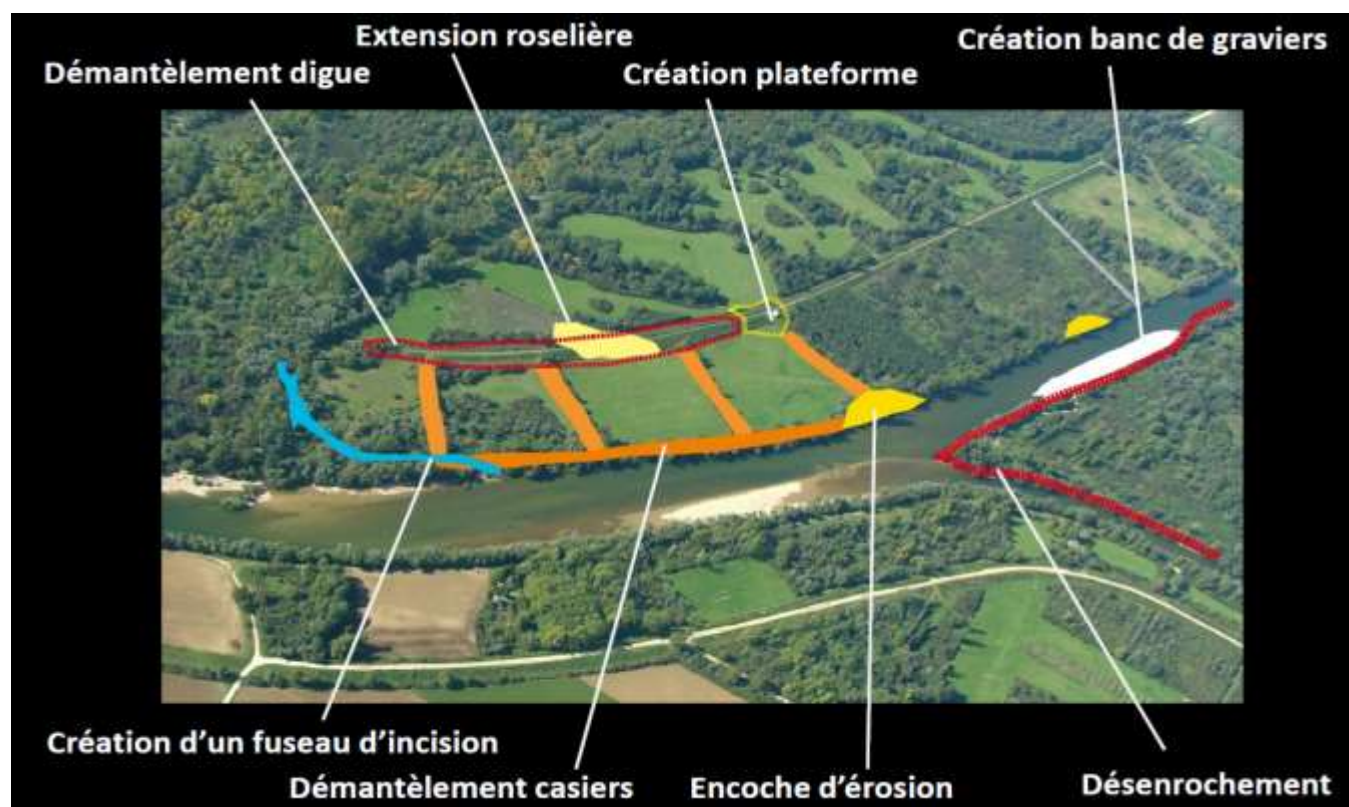 Extension roselière
Création banc de graviers
Démantèlement digue
Création plateforme
Création d'un fuseau d'incision
Démantèlement casiers
Encoche d'érosion
Désenrochement